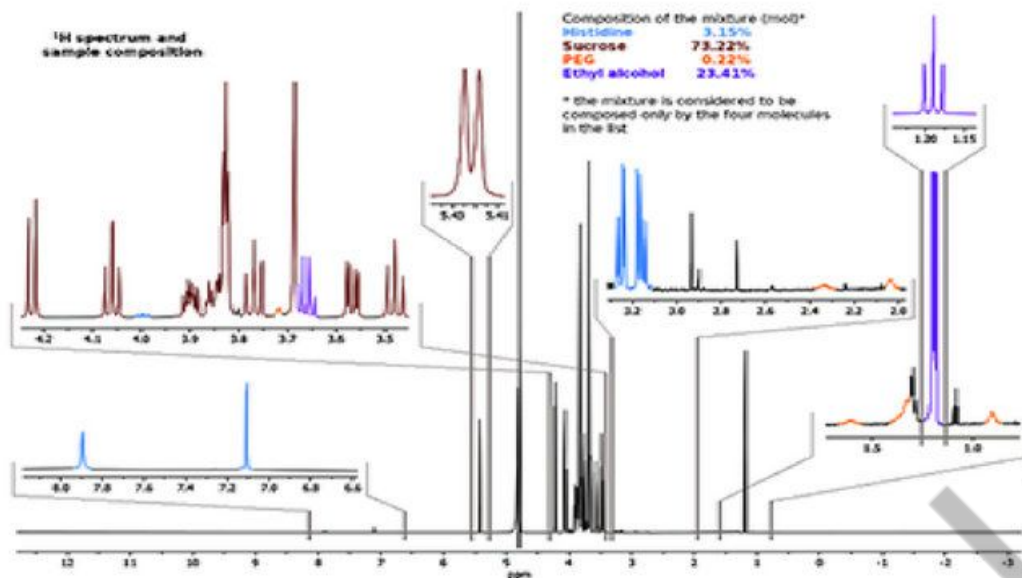 ¹H spectrum and
sample composition
Composition of the mixture (mol)*
Histidine 3.15%
Sucrose 73.22%
PEG 0.22%
Ethyl alcohol 23.41%
* the mixture is considered to be
composed only by the four molecules
in the list
1.20 1.15
5.43 5.41
4.2 4.1 4.0 3.9 3.8 3.7 3.6 3.5
3.2 3.0 2.8 2.6 2.4 2.2 2.0
1.5 1.0
8.0 7.8 7.6 7.4 7.2 7.0 6.8 6.6
12 11 10 9 8 7 6 5 4 3 2 1 0 -1 -2 -3
ppm